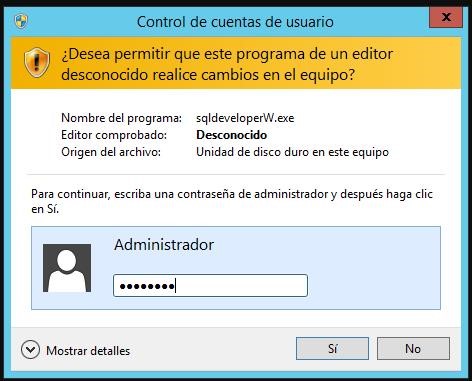 Control de cuentas de usuario
x
¿Desea permitir que este programa de un editor
desconocido realice cambios en el equipo?
Nombre del programa: sqldeveloperW.exe
Editor comprobado: Desconocido
Origen del archivo: Unidad de disco duro en este equipo
Para continuar, escriba una contraseña de administrador y después haga clic
en Sí.
Administrador
••••••••
Mostrar detalles Sí No